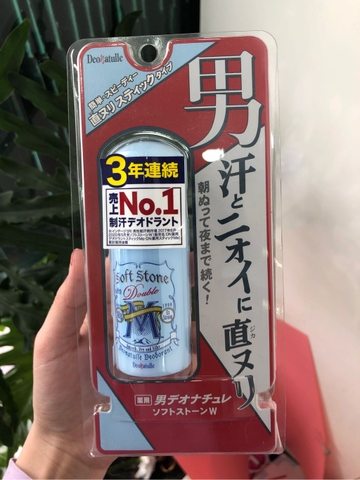 Deonatulle
簡単・スピーディー
直ヌリスティックタイプ
男
汗とニオイに直ヌリ
ジカ
朝ぬって夜まで続く！
3年連続
売上No.1
制汗デオドラント
Soft Stone
Double
M
Deonatulle Deodorant
Deonatulle
薬用 男デオナチュレ
ソフトストーンW